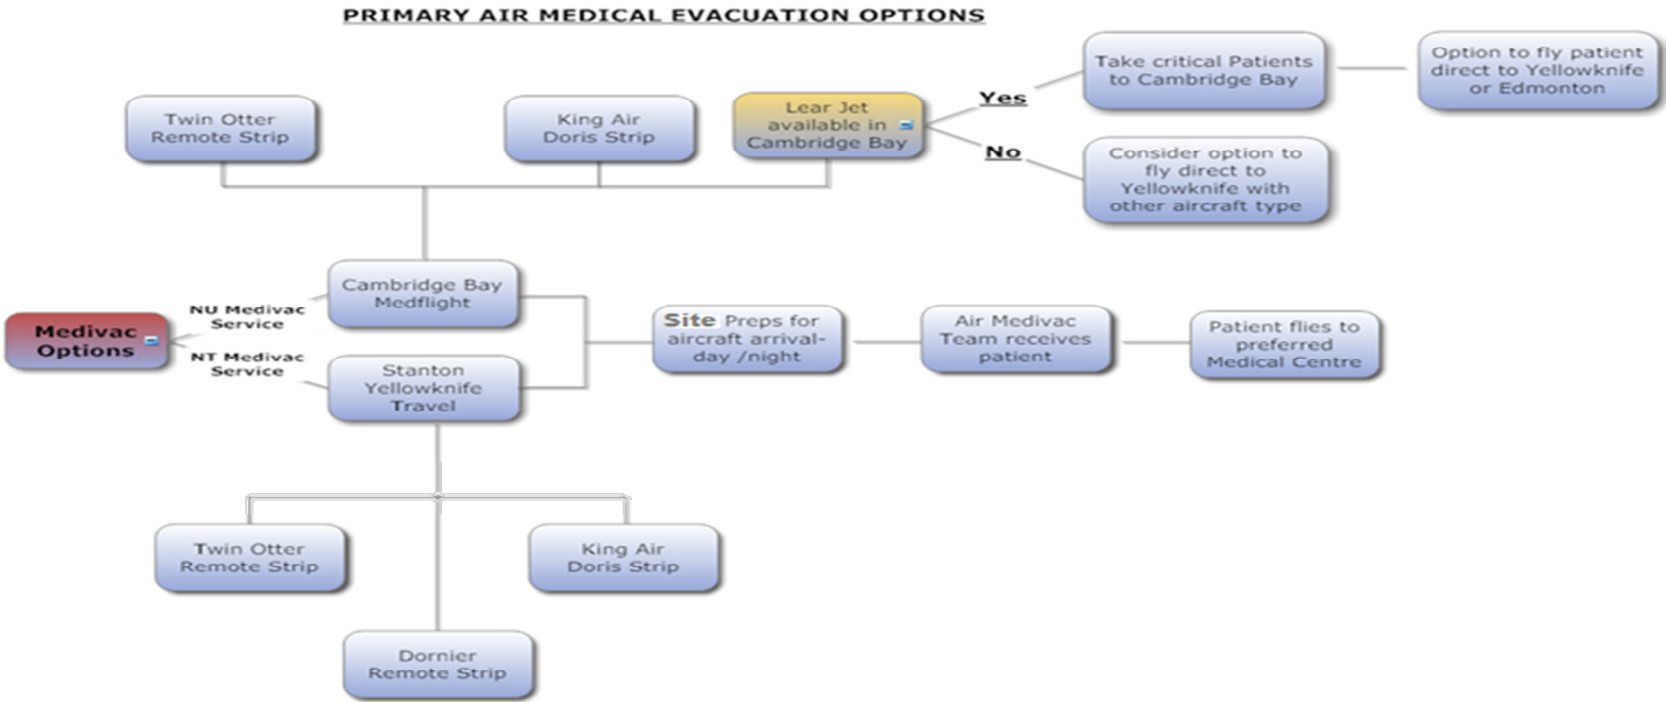 PRIMARY AIR MEDICAL EVACUATION OPTIONS
Twin Otter
Remote Strip
King Air
Doris Strip
Lear Jet
available in
Cambridge Bay
Yes
No
Take critical Patients
to Cambridge Bay
Option to fly patient
direct to Yellowknife
or Edmonton
Consider option to
fly direct to
Yellowknife with
other aircraft type
Medivac
Options
NU Medivac
Service
NT Medivac
Service
Cambridge Bay
Medflight
Stanton
Yellowknife
Travel
Site Preps for
aircraft arrival-
day /night
Air Medivac
Team receives
patient
Patient flies to
preferred
Medical Centre
Twin Otter
Remote Strip
King Air
Doris Strip
Dornier
Remote Strip